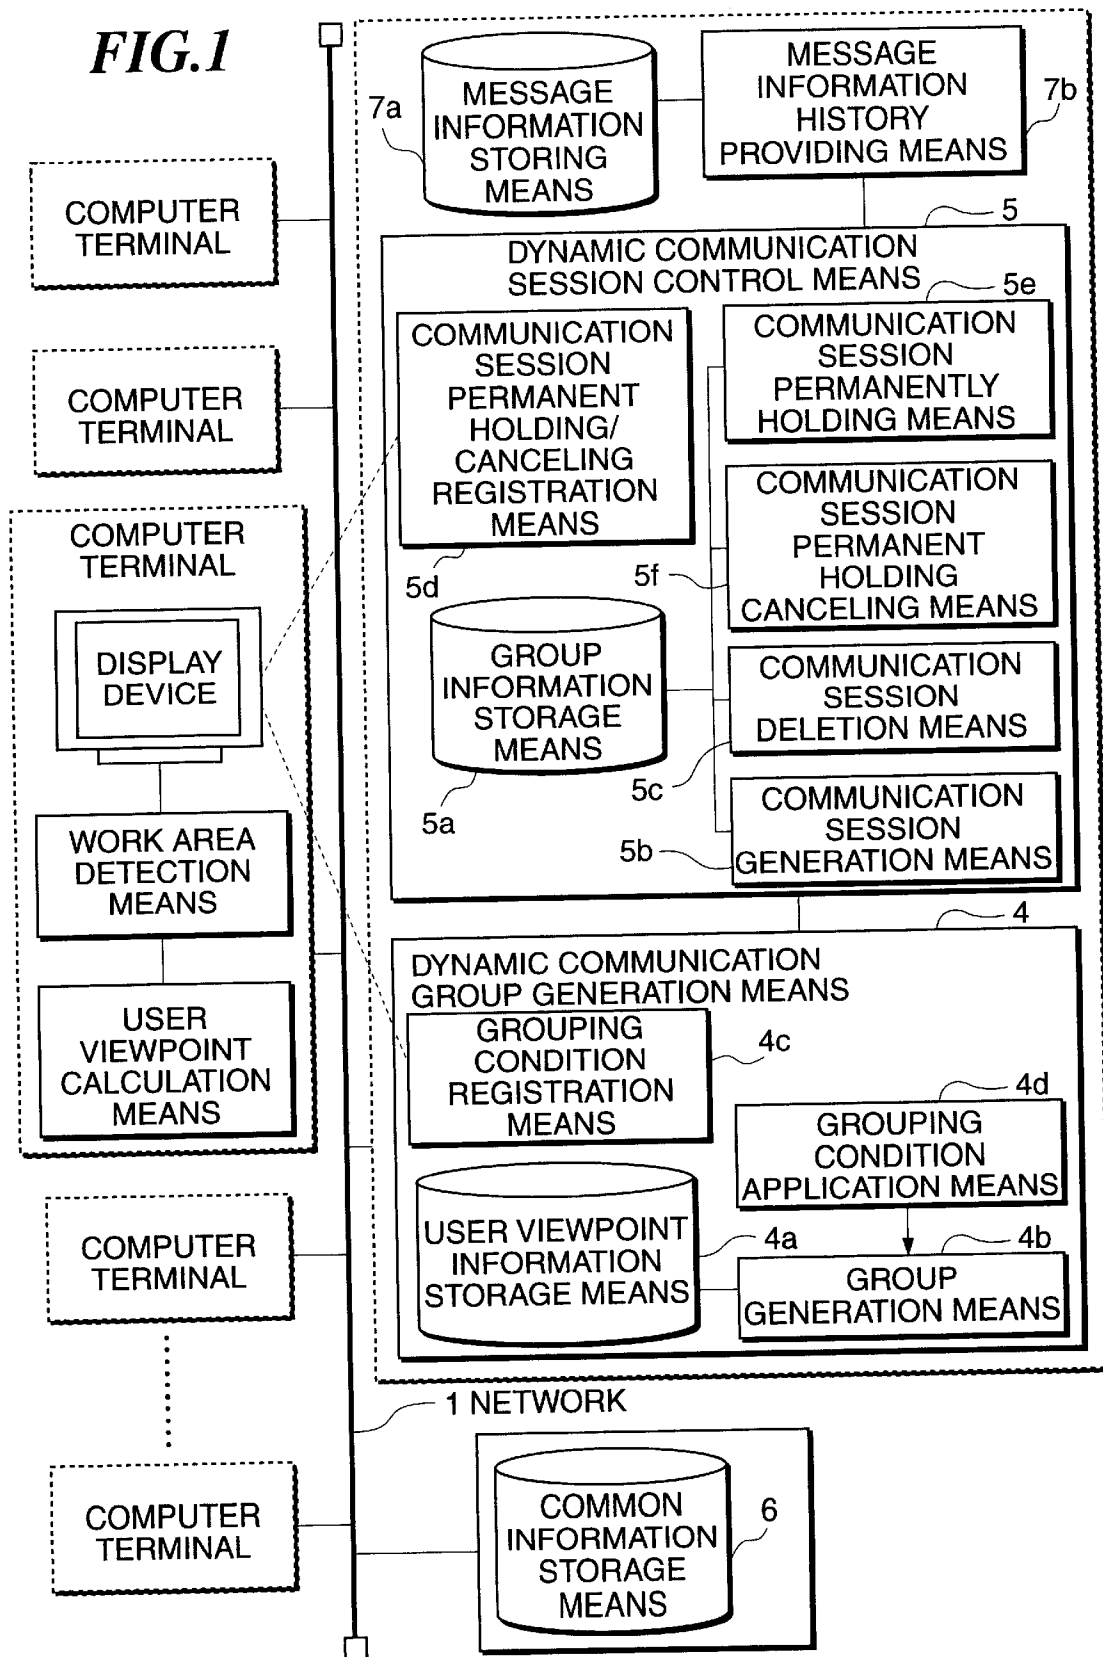 FIG.1
COMPUTER
TERMINAL
COMPUTER
TERMINAL
COMPUTER
TERMINAL
DISPLAY
DEVICE
WORK AREA
DETECTION
MEANS
USER
VIEWPOINT
CALCULATION
MEANS
COMPUTER
TERMINAL
COMPUTER
TERMINAL
7a
MESSAGE
INFORMATION
STORING
MEANS
MESSAGE
INFORMATION
HISTORY
PROVIDING MEANS
7b
5
DYNAMIC COMMUNICATION
SESSION CONTROL MEANS
COMMUNICATION
SESSION
PERMANENT
HOLDING/
CANCELING
REGISTRATION
MEANS
5d
5e
COMMUNICATION
SESSION
PERMANENTLY
HOLDING MEANS
5f
COMMUNICATION
SESSION
PERMANENT
HOLDING
CANCELING MEANS
GROUP
INFORMATION
STORAGE
MEANS
5a
COMMUNICATION
SESSION
DELETION MEANS
5c
COMMUNICATION
SESSION
GENERATION MEANS
5b
4
DYNAMIC COMMUNICATION
GROUP GENERATION MEANS
GROUPING
CONDITION
REGISTRATION
MEANS
4c
4d
GROUPING
CONDITION
APPLICATION MEANS
USER VIEWPOINT
INFORMATION
STORAGE MEANS
4a
4b
GROUP
GENERATION MEANS
1 NETWORK
COMMON
INFORMATION
STORAGE
MEANS
6